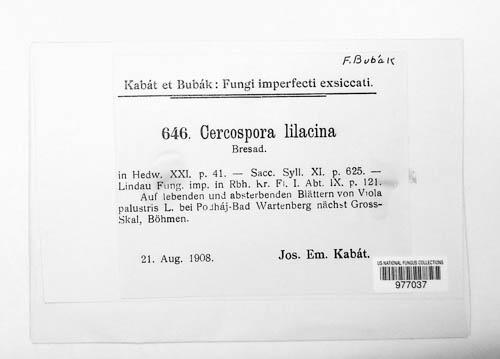 F. Bubák
Kabát et Bubák: Fungi imperfecti exsiccati.
646. Cercospora lilacina
Bresad.
in Hedw. XXI. p. 41. — Sacc. Syll. XI. p. 625. —
Lindau Fung. imp. in Rbh. Kr. Fl. I. Abt. IX. p. 121.
Auf lebenden und absterbenden Blättern von Viola
palustris L. bei Podháj-Bad Wartenberg nächst Gross-
Skal, Böhmen.
21. Aug. 1908.
Jos. Em. Kabát.
US NATIONAL FUNGUS COLLECTIONS
977037